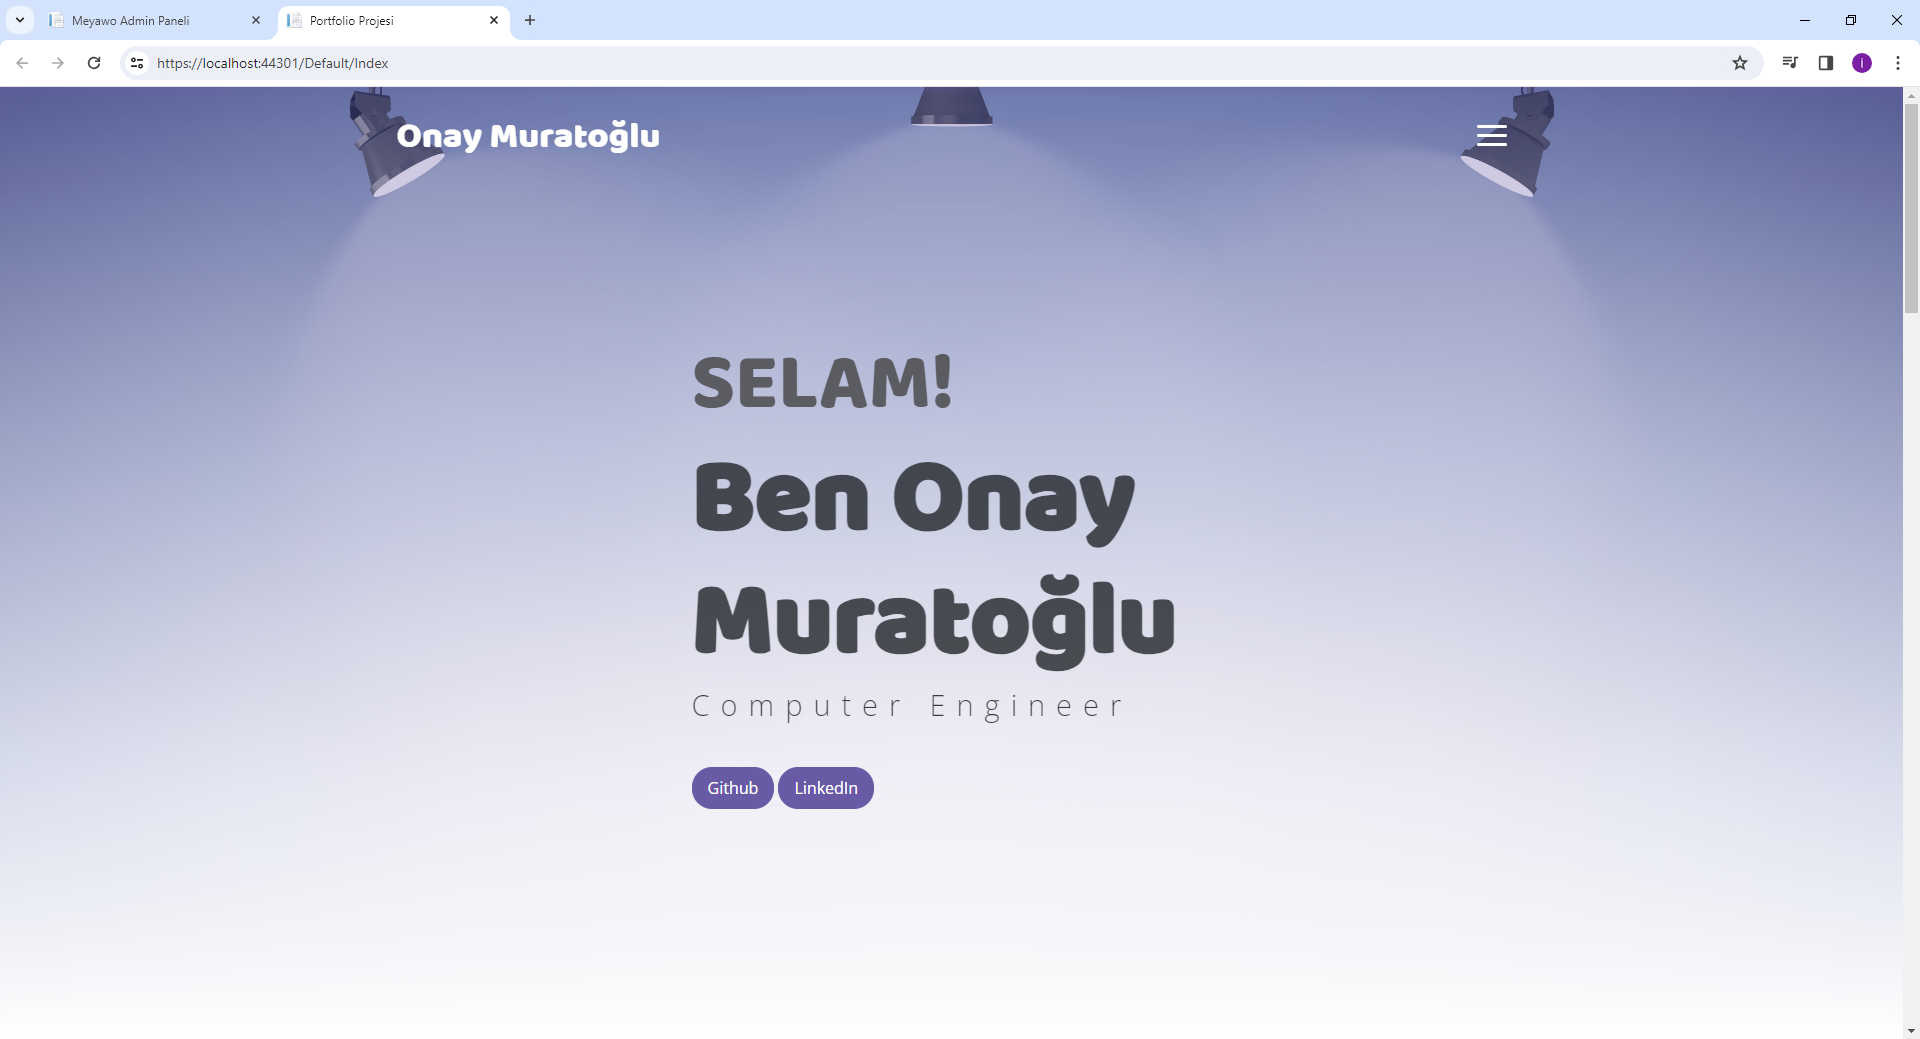 Meyawo Admin Paneli
Portfolio Projesi
https://localhost:44301/Default/Index
i
Onay Muratoğlu
SELAM!
Ben Onay
Muratoğlu
Computer Engineer
Github LinkedIn